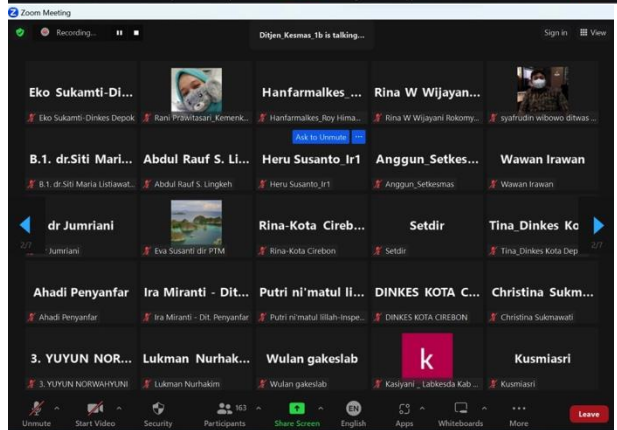 Zoom Meeting
Recording...
Ditjen_Kesmas_1b is talking...
Sign in View
Eko Sukamti-Di...
Hanfarmalkes_...
Rina W Wijayan...
Eko Sukamti-Dinkes Depok
Rani Prawitasari_Kemenk...
Hanfarmalkes_Roy Hima...
Rina W Wijayani Rokomy...
syafrudin wibowo ditwas ...
Ask to Unmute ...
B.1. dr.Siti Mari...
Abdul Rauf S. Li...
Heru Susanto_Ir1
Anggun_Setkes...
Wawan Irawan
B.1. dr.Siti Maria Listiawat...
Abdul Rauf S. Lingkeh
Heru Susanto_Ir1
Anggun_Setkesmas
Wawan Irawan
dr Jumriani
Rina-Kota Cireb...
Setdir
Tina_Dinkes Ko
2/7
2/7
Jumriani
Eva Susanti dir PTM
Rina-Kota Cirebon
Setdir
Tina_Dinkes Kota Dep
Ahadi Penyanfar
Ira Miranti - Dit...
Putri ni'matul li...
DINKES KOTA C...
Christina Sukm...
Ahadi Penyanfar
Ira Miranti - Dit. Penyanfar
Putri ni'matul lillah-Inspe...
DINKES KOTA CIREBON
Christina Sukmawati
3. YUYUN NOR...
Lukman Nurhak...
Wulan gakeslab
k
Kusmiasri
3. YUYUN NORWAHYUNI
Lukman Nurhakim
Wulan gakeslab
Kasiyani _ Labkesda Kab ...
Kusmiasri
163
EN
Unmute
Start Video
Security
Participants
Share Screen
English
Apps
Whiteboards
More
Leave